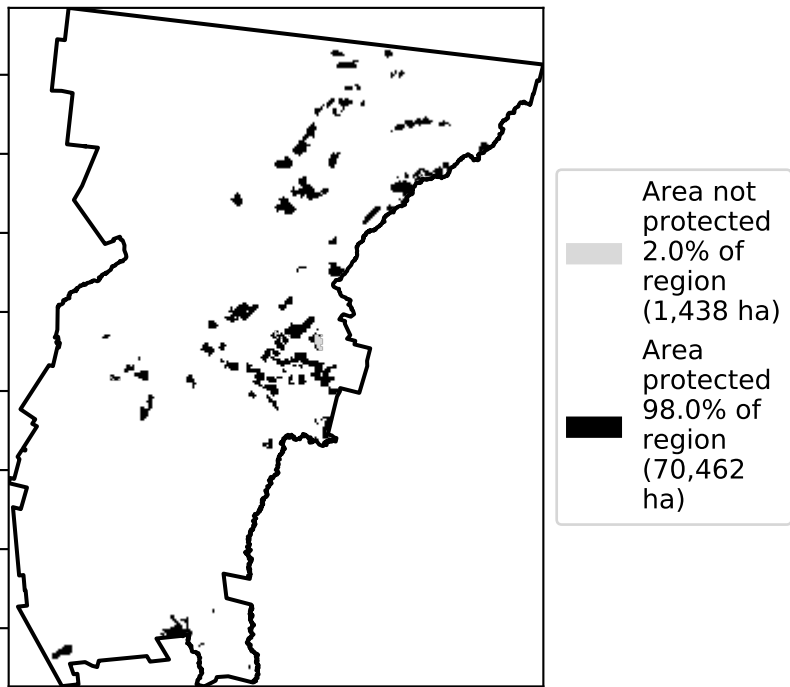 Area not
protected
2.0% of
region
(1,438 ha)
Area
protected
98.0% of
region
(70,462
ha)